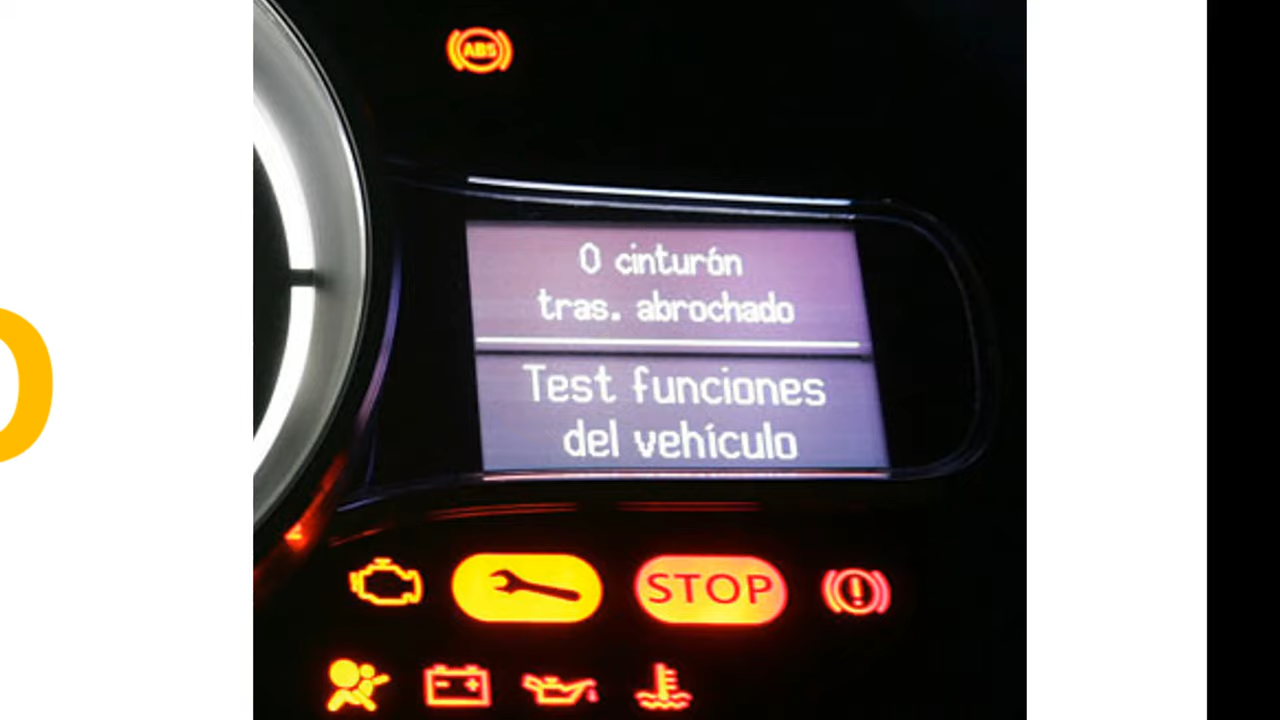 ABS
0 cinturón
tras. abrochado
Test funciones
del vehículo
STOP